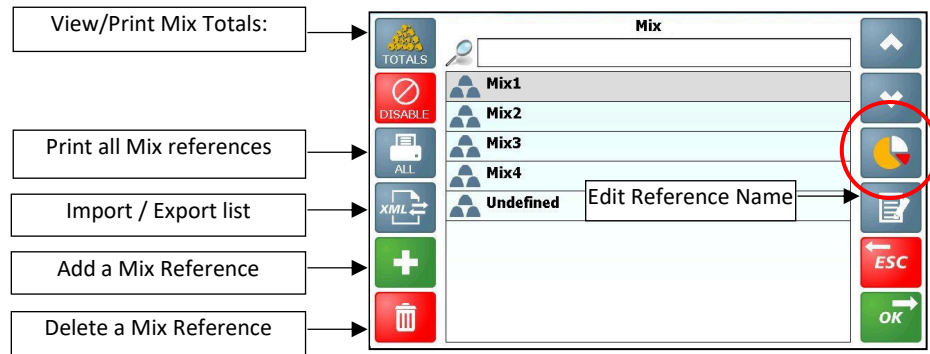 View/Print Mix Totals:
Print all Mix references
Import / Export list
Add a Mix Reference
Delete a Mix Reference
TOTALS
DISABLE
ALL
XML
Mix
Mix1
Mix2
Mix3
Mix4
Undefined
Edit Reference Name
ESC
OK